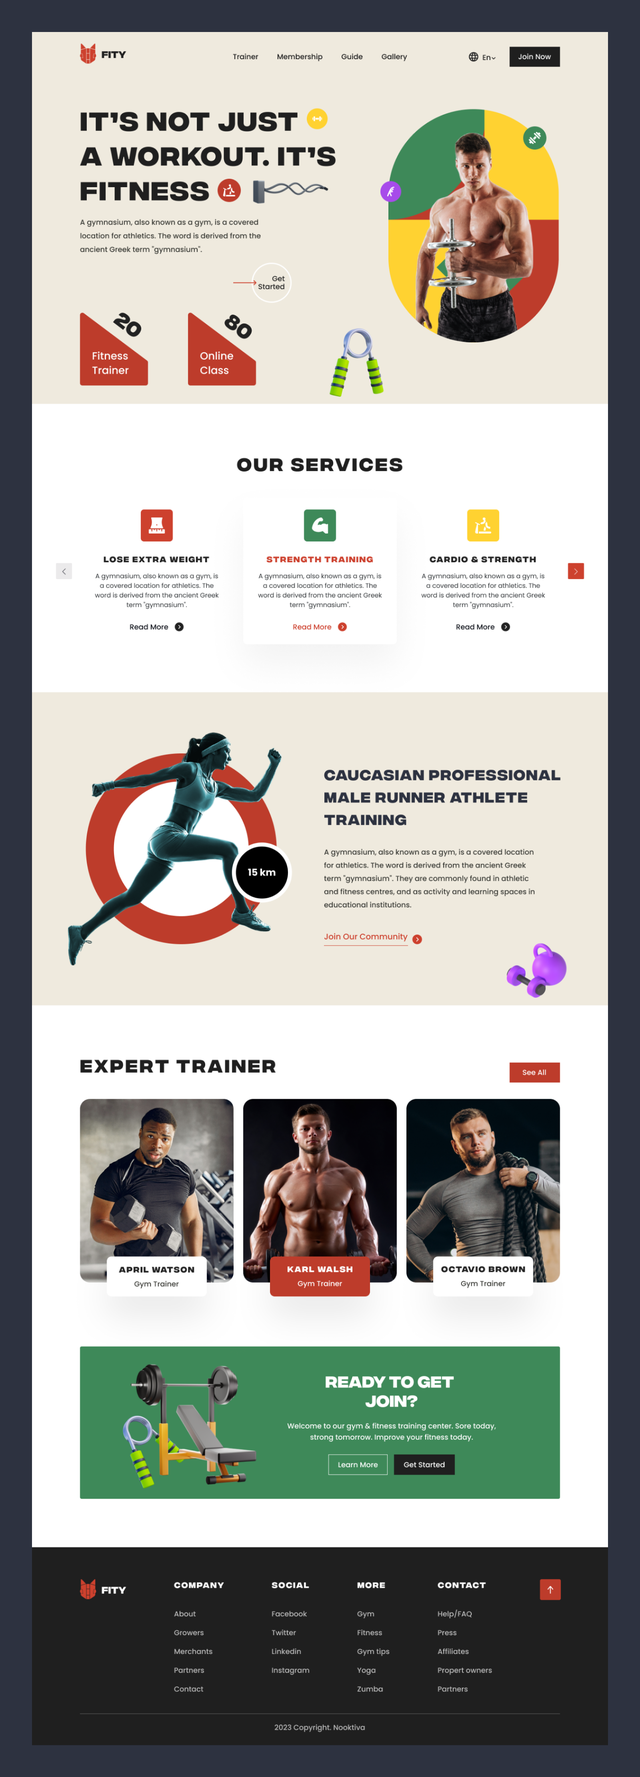 FITY
Trainer
Membership
Guide
Gallery
En
Join Now
IT'S NOT JUST
A WORKOUT. IT'S
FITNESS
A gymnasium, also known as a gym, is a covered
location for athletics. The word is derived from the
ancient Greek term "gymnasium".
Get
Started
20
Fitness
Trainer
80
Online
Class
OUR SERVICES
LOSE EXTRA WEIGHT
A gymnasium, also known as a gym, is
a covered location for athletics. The
word is derived from the ancient Greek
term "gymnasium".
Read More
STRENGTH TRAINING
A gymnasium, also known as a gym, is
a covered location for athletics. The
word is derived from the ancient Greek
term "gymnasium".
Read More
CARDIO & STRENGTH
A gymnasium, also known as a gym, is
a covered location for athletics. The
word is derived from the ancient Greek
term "gymnasium".
Read More
15 km
CAUCASIAN PROFESSIONAL
MALE RUNNER ATHLETE
TRAINING
A gymnasium, also known as a gym, is a covered location
for athletics. The word is derived from the ancient Greek
term "gymnasium". They are commonly found in athletic
and fitness centres, and as activity and learning spaces in
educational institutions.
Join Our Community
EXPERT TRAINER
See All
APRIL WATSON
Gym Trainer
KARL WALSH
Gym Trainer
OCTAVIO BROWN
Gym Trainer
READY TO GET
JOIN?
Welcome to our gym & fitness training center. Sore today,
strong tomorrow. Improve your fitness today.
Learn More
Get Started
FITY
COMPANY
About
Growers
Merchants
Partners
Contact
SOCIAL
Facebook
Twitter
Linkedin
Instagram
MORE
Gym
Fitness
Gym tips
Yoga
Zumba
CONTACT
Help/FAQ
Press
Affiliates
Propert owners
Partners
2023 Copyright. Nooktiva